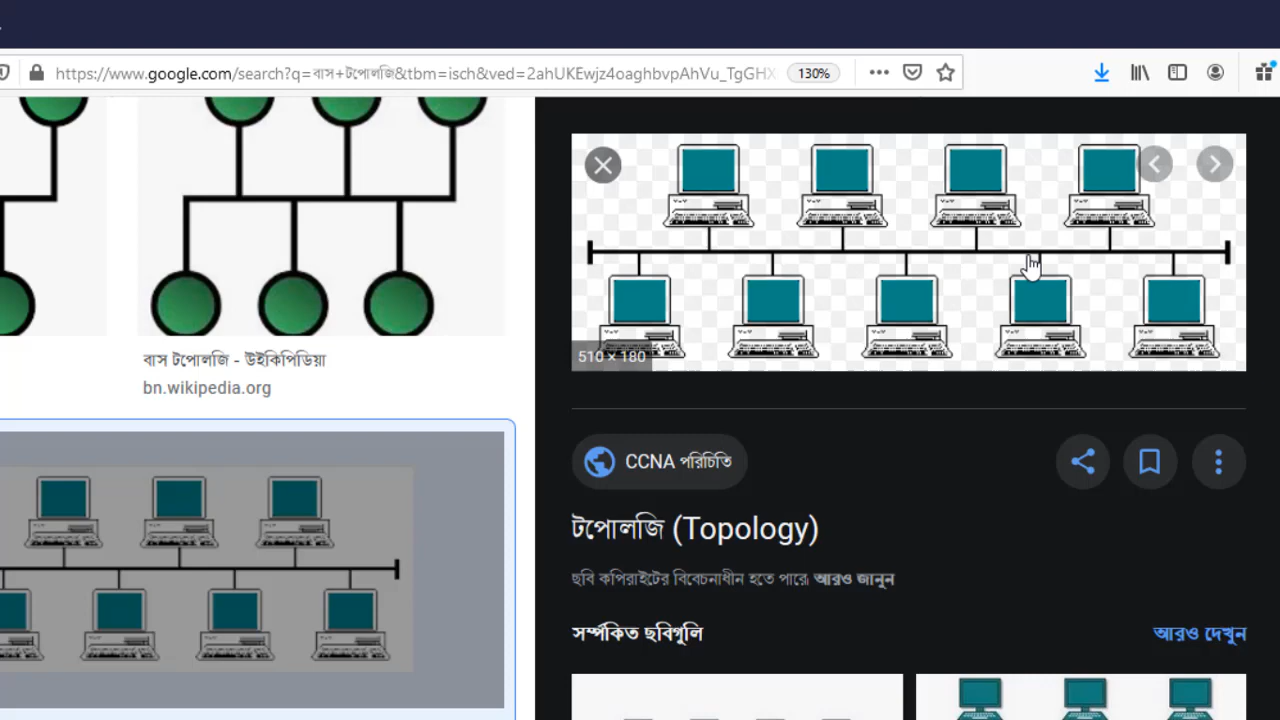 https://www.google.com/search?q=বাস+টপোলজি&tbm=isch&ved=2ahUKEwjz4oaghbvpAhVu_TgGHX
130%
বাস টপোলজি - উইকিপিডিয়া
bn.wikipedia.org
510 × 180
CCNA পরিচিতি
টপোলজি (Topology)
ছবি কপিরাইটের বিবেচনাধীন হতে পারে৷ আরও জানুন
সম্পর্কিত ছবিগুলি
আরও দেখুন